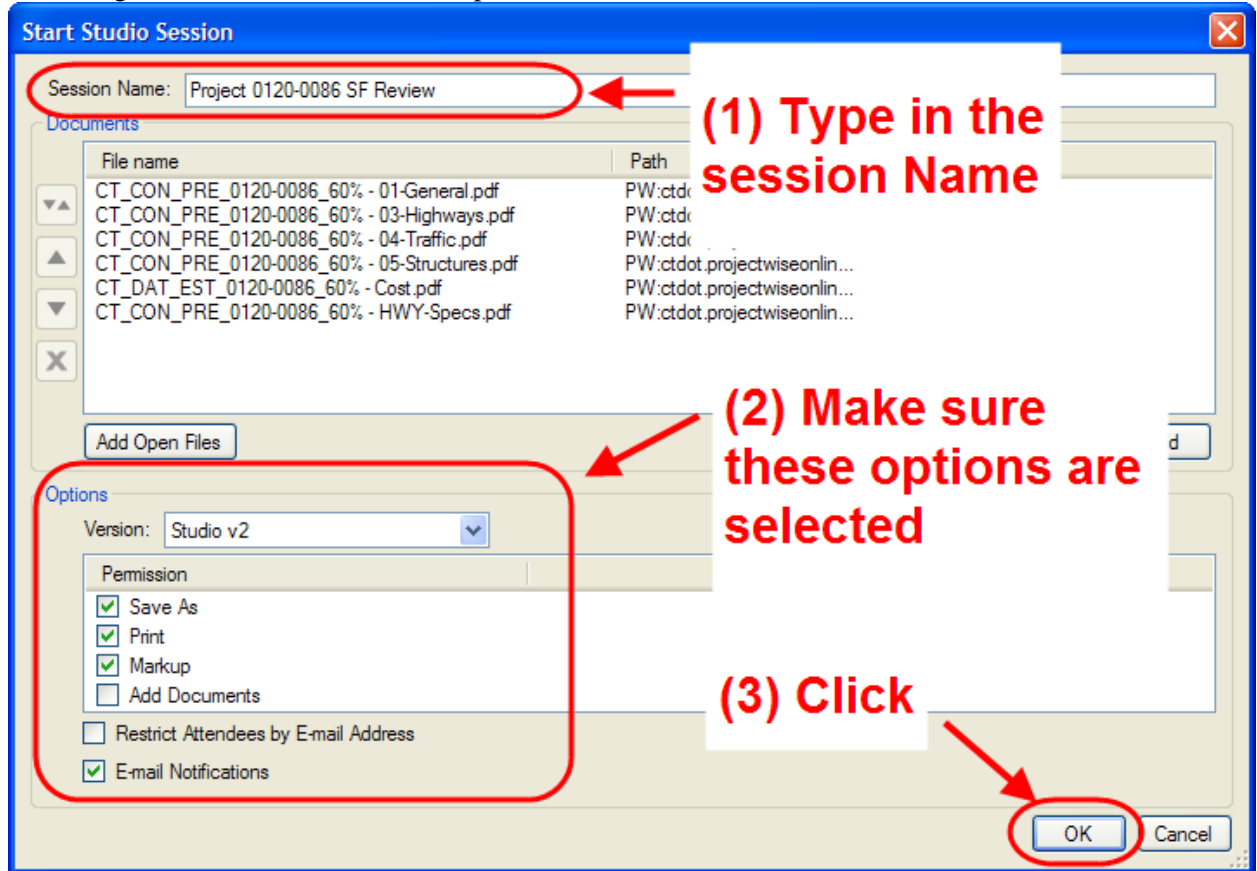 Start Studio Session
Session Name: Project 0120-0086 SF Review
(1) Type in the
session Name
Documents
File name Path
CT_CON_PRE_0120-0086_60% - 01-General.pdf PW:ctdo
CT_CON_PRE_0120-0086_60% - 03-Highways.pdf PW:ctdo
CT_CON_PRE_0120-0086_60% - 04-Traffic.pdf PW:ctdo
CT_CON_PRE_0120-0086_60% - 05-Structures.pdf PW:ctdot.projectwiseonlin...
CT_DAT_EST_0120-0086_60% - Cost.pdf PW:ctdot.projectwiseonlin...
CT_CON_PRE_0120-0086_60% - HWY-Specs.pdf PW:ctdot.projectwiseonlin...
(2) Make sure
these options are
selected
Add Open Files d
Options
Version: Studio v2
Permission
Save As
Print
Markup
Add Documents
Restrict Attendees by E-mail Address
E-mail Notifications
(3) Click
OK Cancel